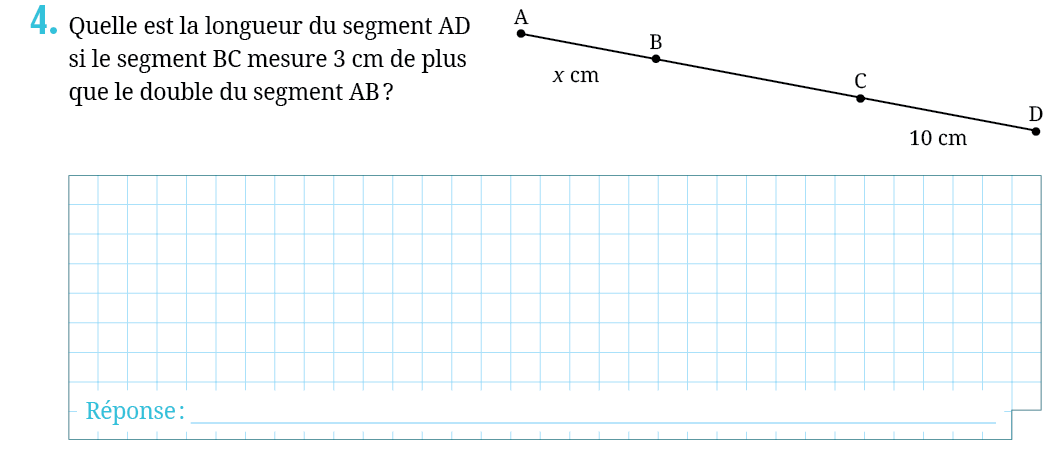 4. Quelle est la longueur du segment AD
si le segment BC mesure 3 cm de plus
que le double du segment AB ?
A
B
x cm
C
D
10 cm
Réponse :